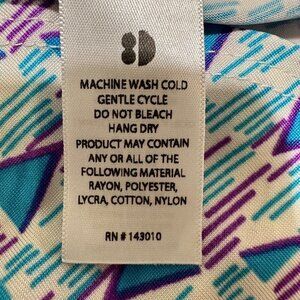 MACHINE WASH COLD
GENTLE CYCLE
DO NOT BLEACH
HANG DRY
PRODUCT MAY CONTAIN
ANY OR ALL OF THE
FOLLOWING MATERIAL
RAYON, POLYESTER,
LYCRA, COTTON, NYLON
RN # 143010